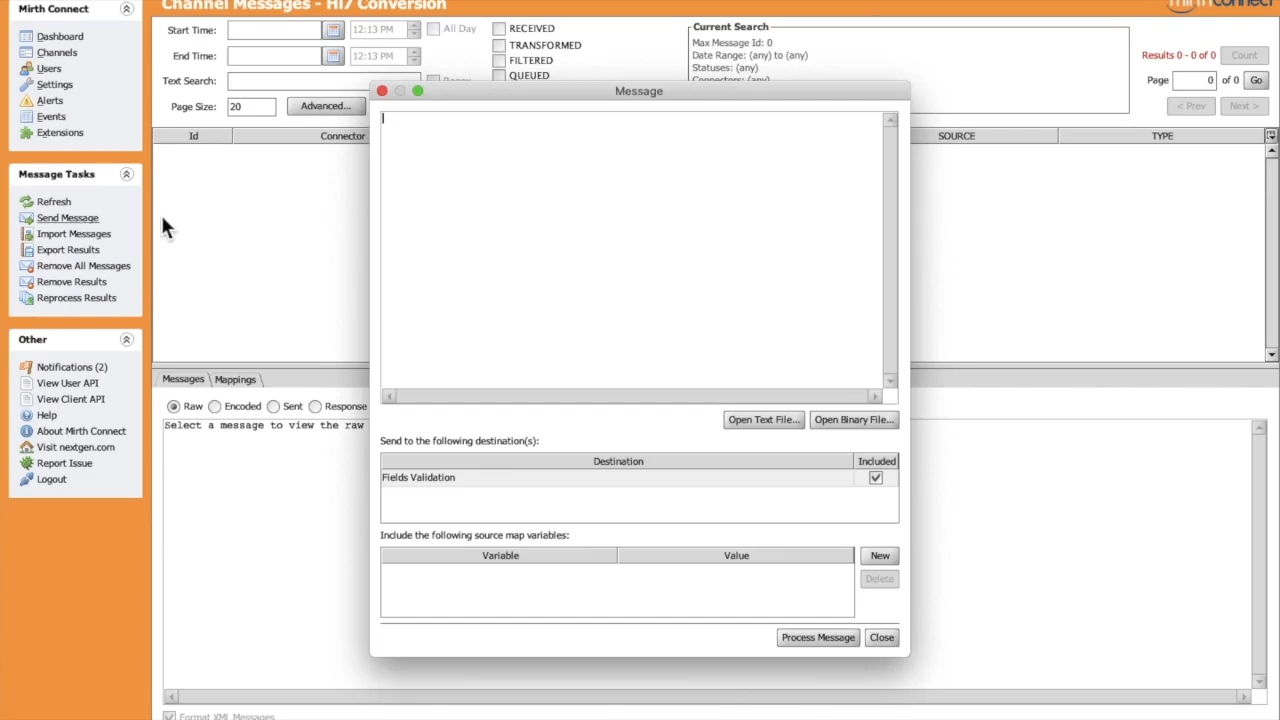 Mirth Connect
Dashboard
Channels
Users
Settings
Alerts
Events
Extensions
Message Tasks
Refresh
Send Message
Import Messages
Export Results
Remove All Messages
Remove Results
Reprocess Results
Other
Notifications (2)
View User API
View Client API
Help
About Mirth Connect
Visit nextgen.com
Report Issue
Logout
Channel Messages - Hl7 Conversion
mirth connect
Start Time:
12:13 PM
All Day
End Time:
12:13 PM
Text Search:
Regex
Page Size: 20 Advanced...
RECEIVED
TRANSFORMED
FILTERED
QUEUED
Current Search
Max Message Id: 0
Date Range: (any) to (any)
Statuses: (any)
Connectors: (any)
Results 0 - 0 of 0 Count
Page 0 of 0 Go
< Prev Next >
Id Connector SOURCE TYPE
Message
Open Text File... Open Binary File...
Send to the following destination(s):
Destination Included
Fields Validation
Include the following source map variables:
Variable Value New
Delete
Process Message Close
Messages Mappings
Raw Encoded Sent Response
Select a message to view the raw
Format XML Messages